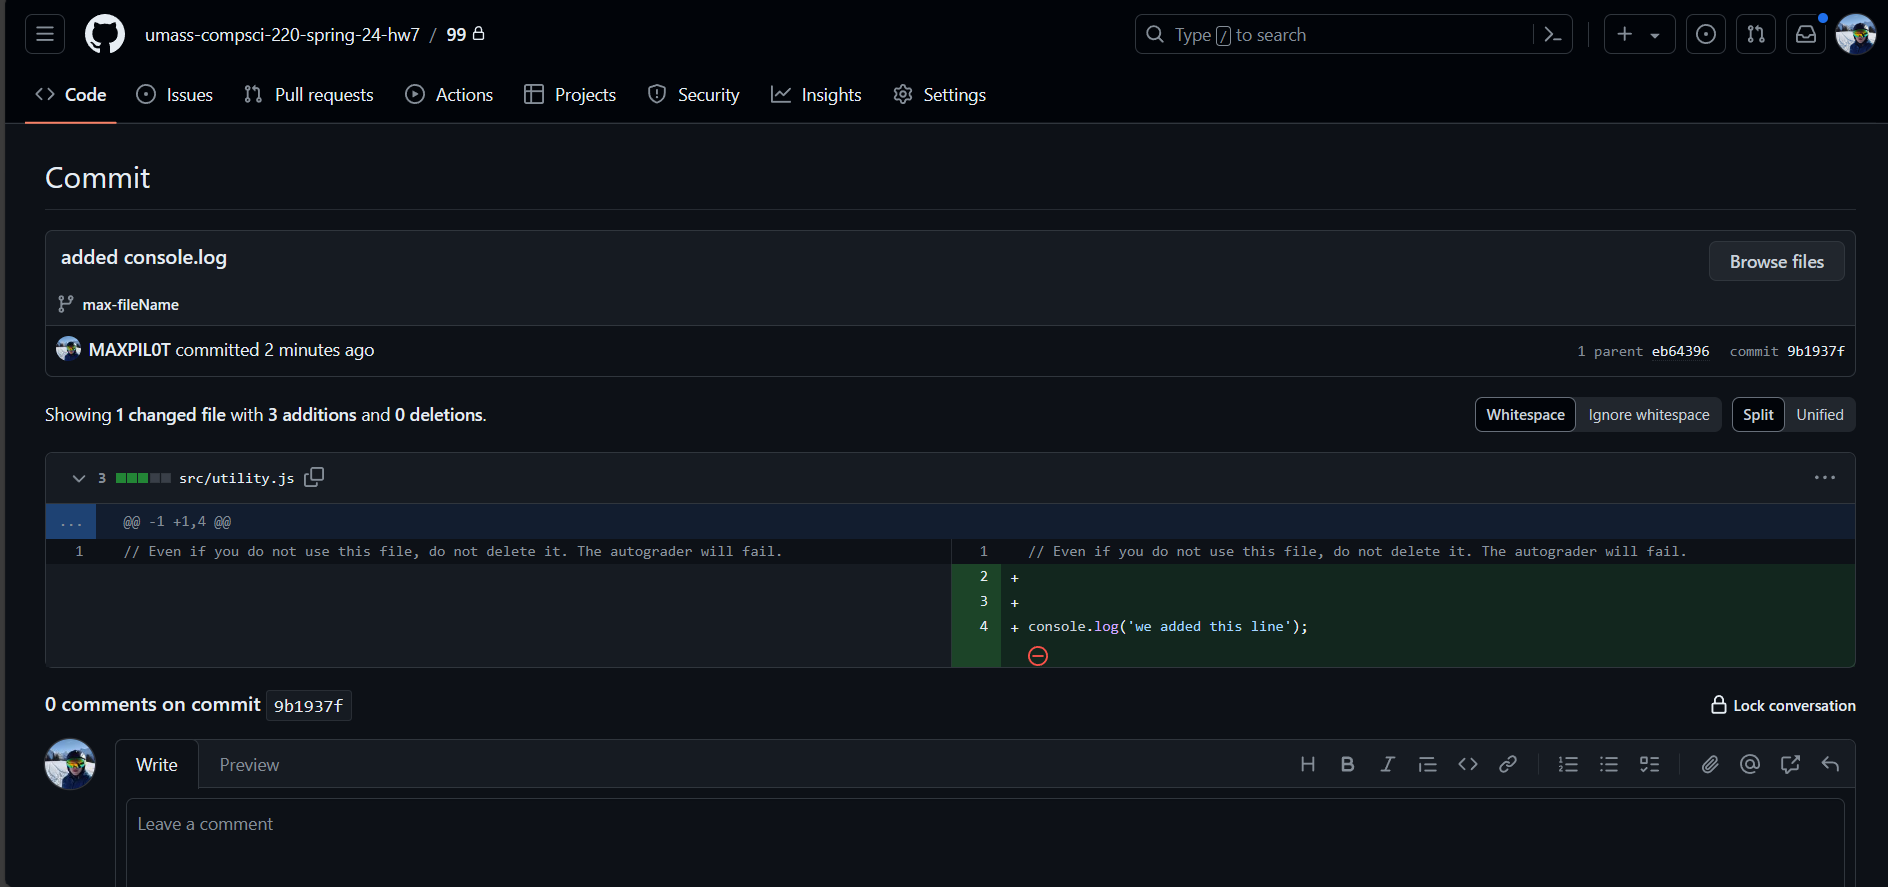 umass-compsci-220-spring-24-hw7 / 99
Type / to search
Code Issues Pull requests Actions Projects Security Insights Settings
Commit
added console.log
Browse files
max-fileName
MAXPIL0T committed 2 minutes ago
1 parent eb64396 commit 9b1937f
Showing 1 changed file with 3 additions and 0 deletions.
Whitespace Ignore whitespace Split Unified
3 src/utility.js
... @@ -1 +1,4 @@
1 // Even if you do not use this file, do not delete it. The autograder will fail.
1 // Even if you do not use this file, do not delete it. The autograder will fail.
2 +
3 +
4 + console.log('we added this line');
0 comments on commit 9b1937f
Lock conversation
Write Preview
Leave a comment